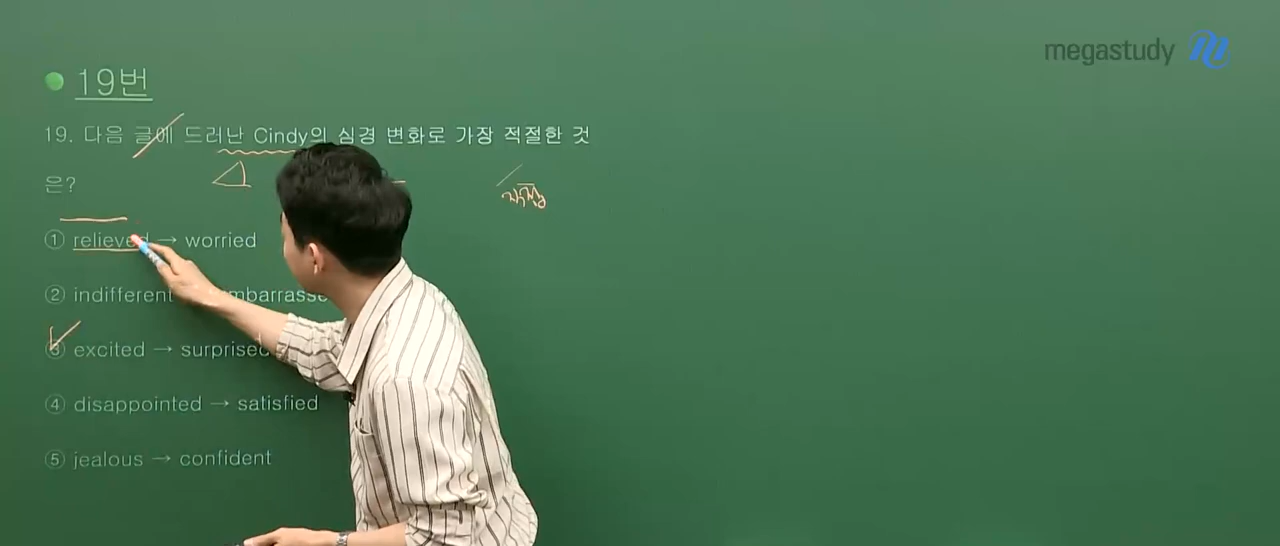 megastudy
19번
19. 다음 글에 드러난 Cindy의 심경 변화로 가장 적절한 것
은?
① relieved → worried
② indifferent
③ excited → surprised
④ disappointed → satisfied
⑤ jealous → confident